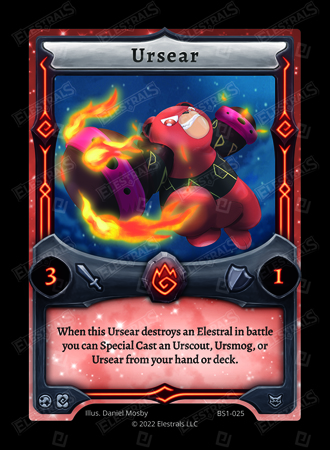 Ursear
3
1
When this Ursear destroys an Elestral in battle
you can Special Cast an Urscout, Ursmog, or
Ursear from your hand or deck.
Illus. Daniel Mosby
BS1-025
© 2022 Elestrals LLC
ELESTRALS